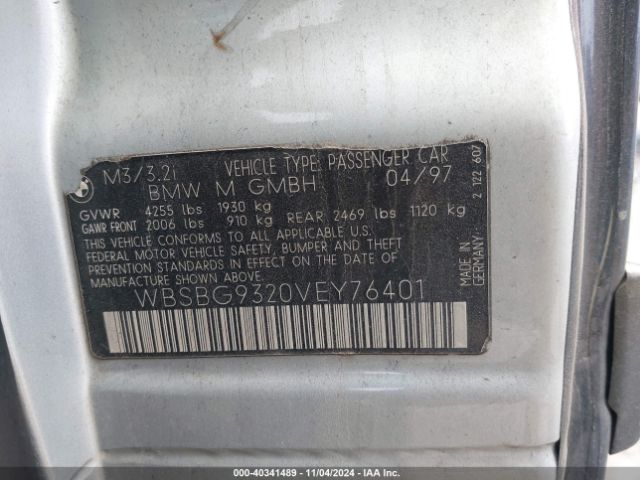 M3/3.2i VEHICLE TYPE: PASSENGER CAR
BMW M GMBH 04/97
GVWR 4255 lbs 1930 kg
GAWR FRONT 2006 lbs 910 kg REAR 2469 lbs 1120 kg
THIS VEHICLE CONFORMS TO ALL APPLICABLE
FEDERAL MOTOR VEHICLE SAFETY, BUMPER AND THEFT
STANDARDS IN EFFECT ON THE DATE OF
MANUFACTURE SHOWN ABOVE.
WBSBG9320VEY76401
MADE IN
GERMANY
2 122 607
000-40341489 - 11/04/2024 - IAA Inc.